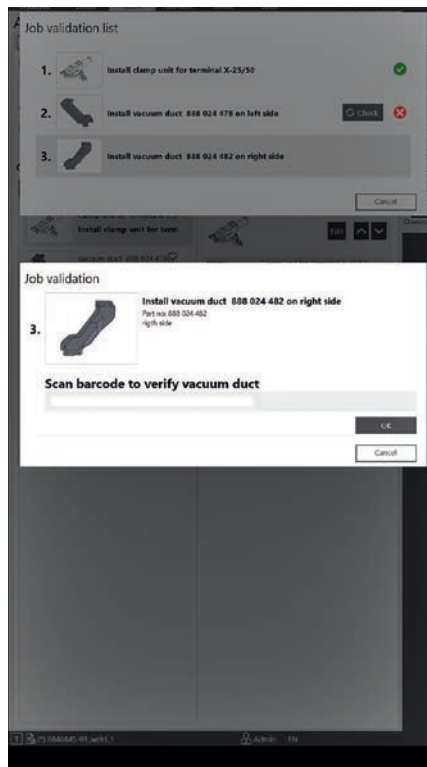 Job validation list
1. Install clamp unit for terminal X-25/50
2. Install vacuum duct 888 024 478 on left side
Check
3. Install vacuum duct 888 024 482 on right side
Cancel
Install clamp unit for term
Edit
Job validation
Install vacuum duct 888 024 482 on right side
Part no: 888 024 482
rigth side
3.
Scan barcode to verify vacuum duct
OK
Cancel
Admin EN